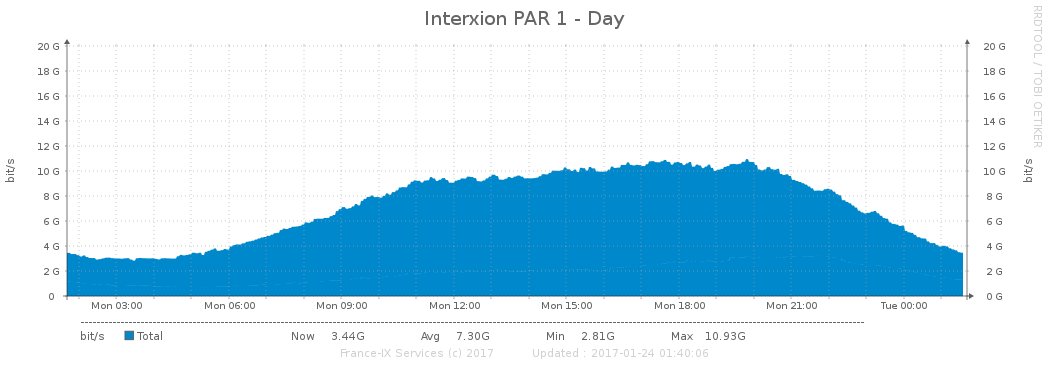 Interxion PAR 1 - Day
RRDTOOL / TOBI OETIKER
20 G 20 G
18 G 18 G
16 G 16 G
14 G 14 G
12 G 12 G
10 G 10 G
8 G 8 G
6 G 6 G
4 G 4 G
2 G 2 G
0 0 G
bit/s bit/s
Mon 03:00 Mon 06:00 Mon 09:00 Mon 12:00 Mon 15:00 Mon 18:00 Mon 21:00 Tue 00:00
bit/s Total Now 3.44G Avg 7.30G Min 2.81G Max 10.93G
France-IX Services (c) 2017 Updated : 2017-01-24 01:40:06